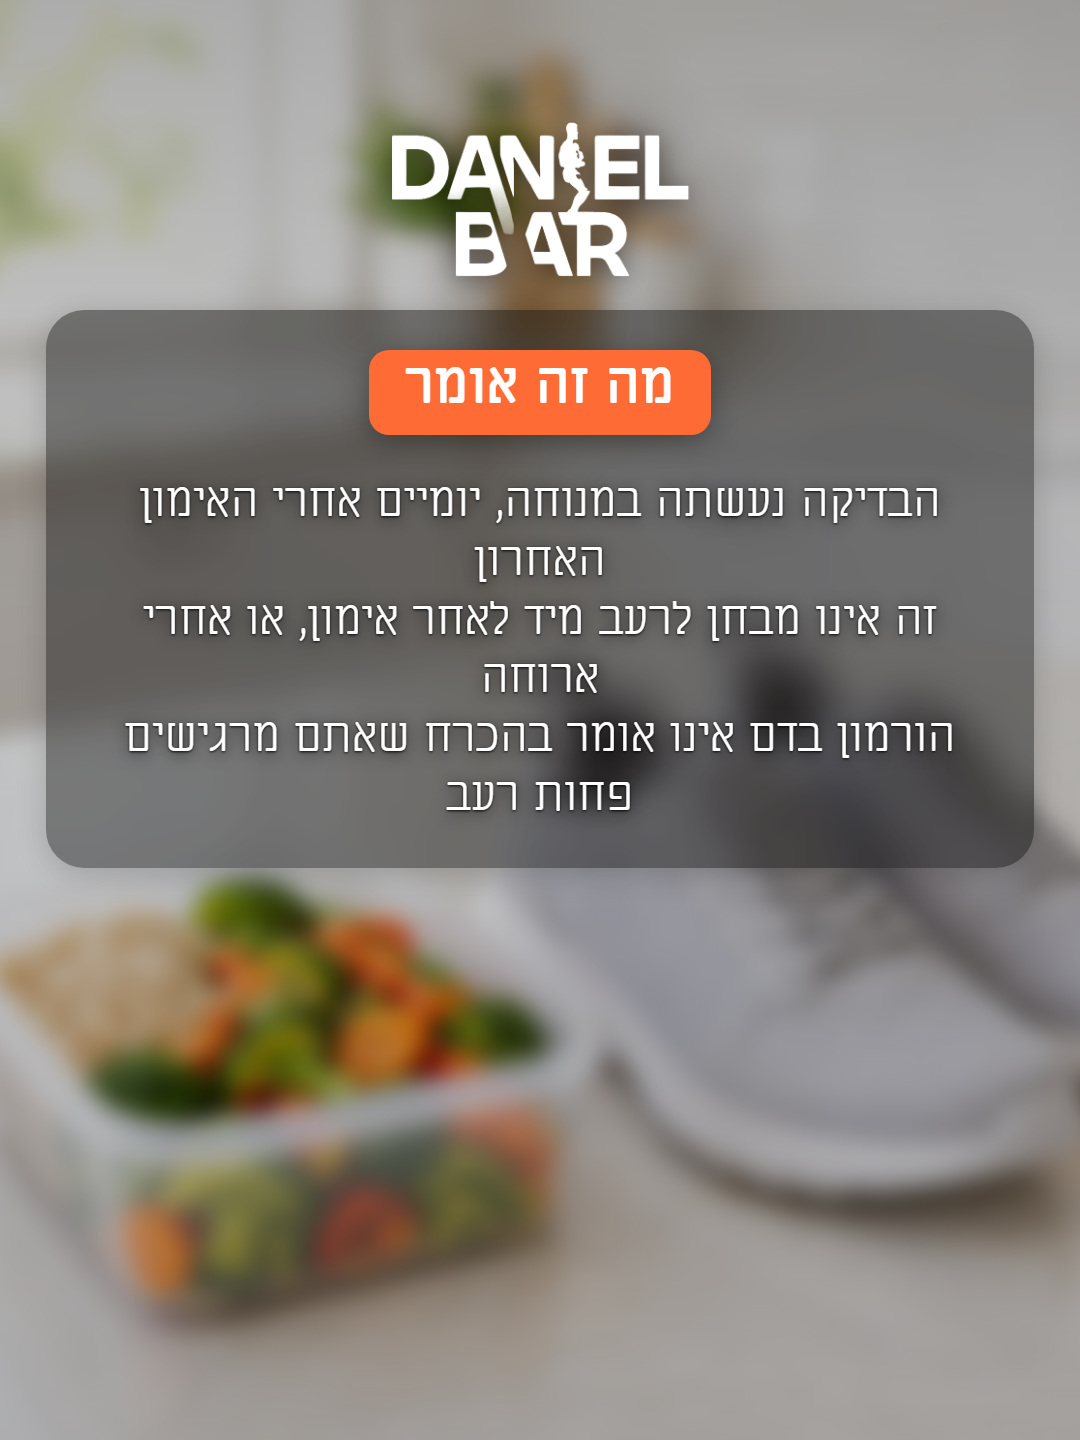 DANIEL
BAR
מה זה אומר
הבדיקה נעשתה במנוחה, יומיים אחרי האימון
האחרון
זה אינו מבחן לרעב מיד לאחר אימון, או אחרי
ארוחה
הורמון בדם אינו אומר בהכרח שאתם מרגישים
פחות רעב